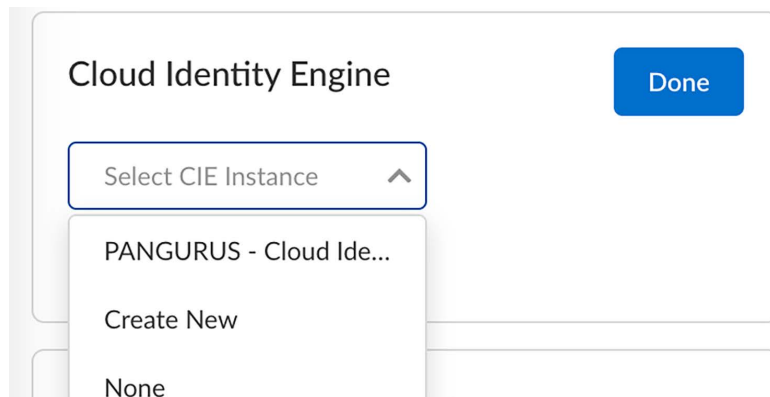 Cloud Identity Engine
Done
Select CIE Instance
PANGURUS - Cloud Ide...
Create New
None